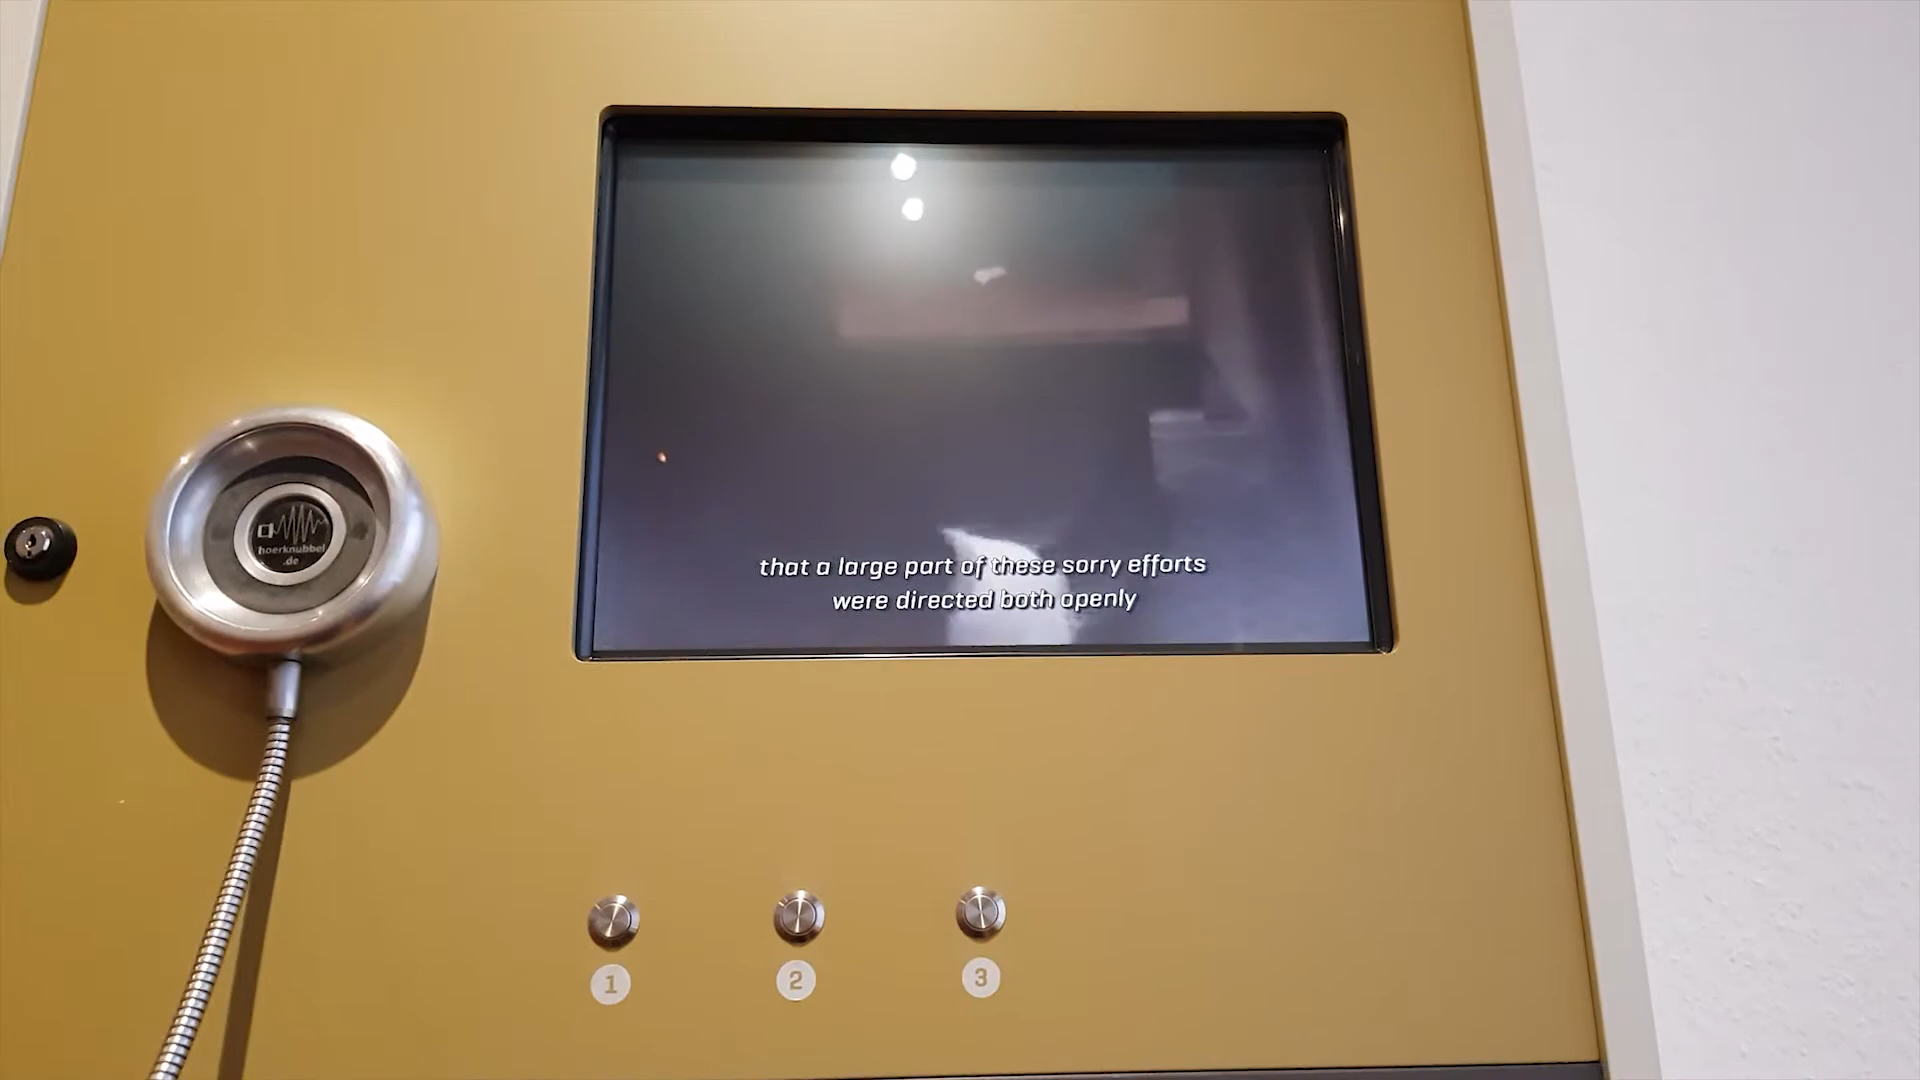 that a large part of these sorry efforts
were directed both openly
hoerknubbel
.de
1
2
3